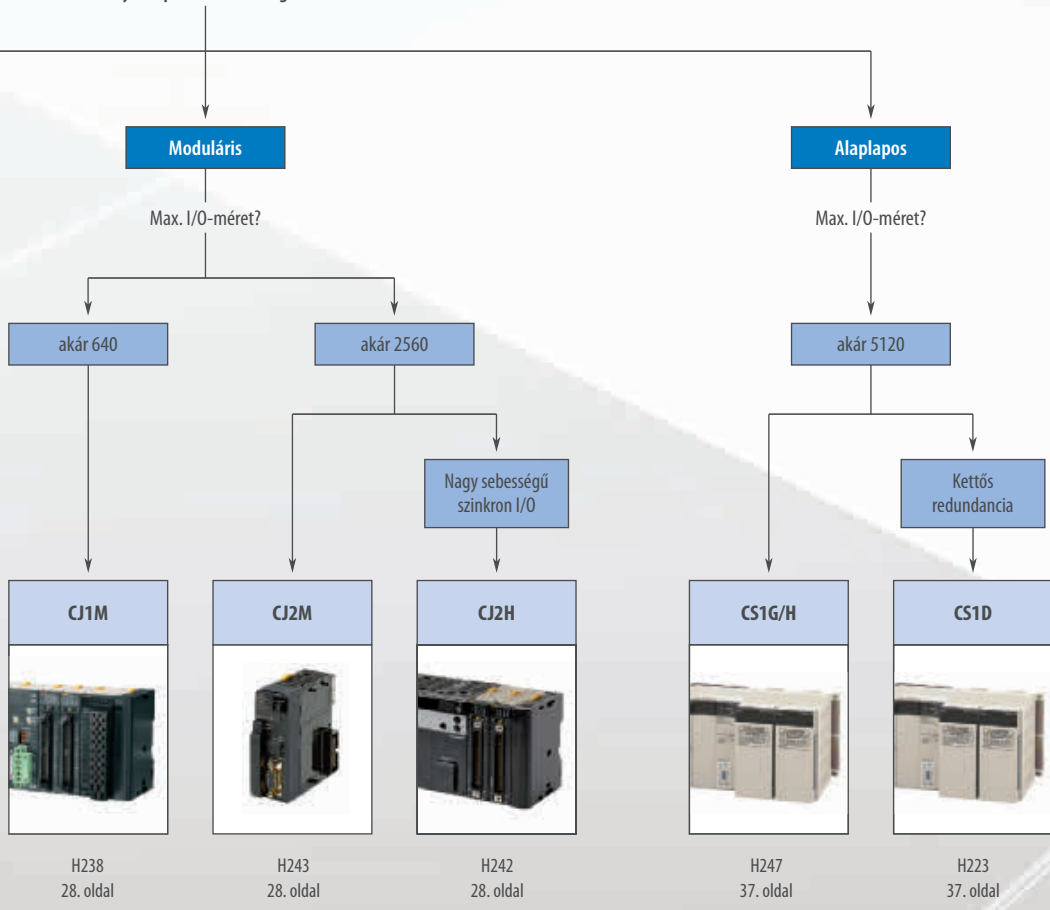 Moduláris
Alaplapos
Max. I/O-méret?
Max. I/O-méret?
akár 640
akár 2560
akár 5120
Nagy sebességű
szinkron I/O
Kettős
redundancia
CJ1M
CJ2M
CJ2H
CS1G/H
CS1D
H238
28. oldal
H243
28. oldal
H242
28. oldal
H247
37. oldal
H223
37. oldal